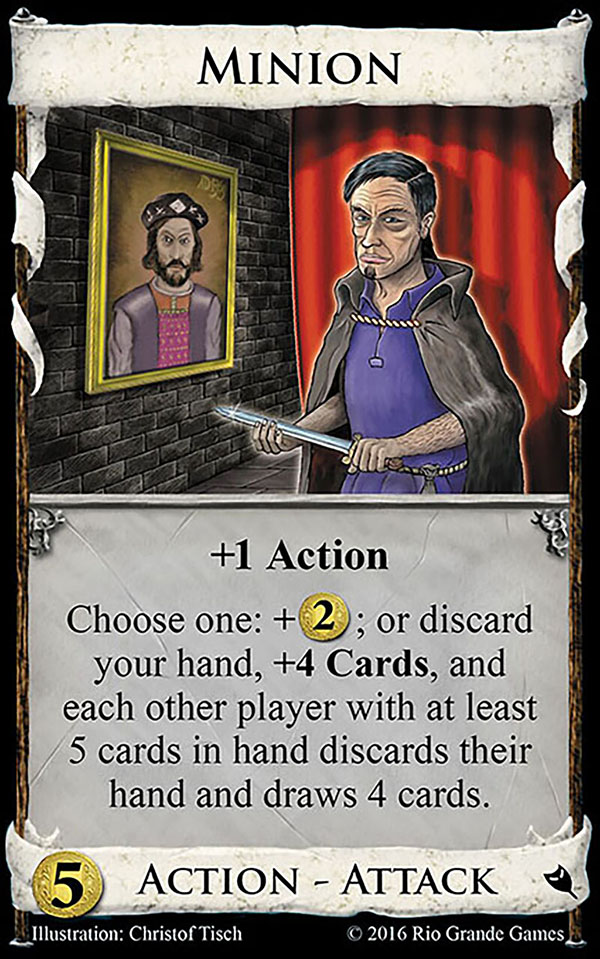 MINION
+1 Action
Choose one: +2; or discard
your hand, +4 Cards, and
each other player with at least
5 cards in hand discards their
hand and draws 4 cards.
5 ACTION - ATTACK
Illustration: Christof Tisch © 2016 Rio Grande Games